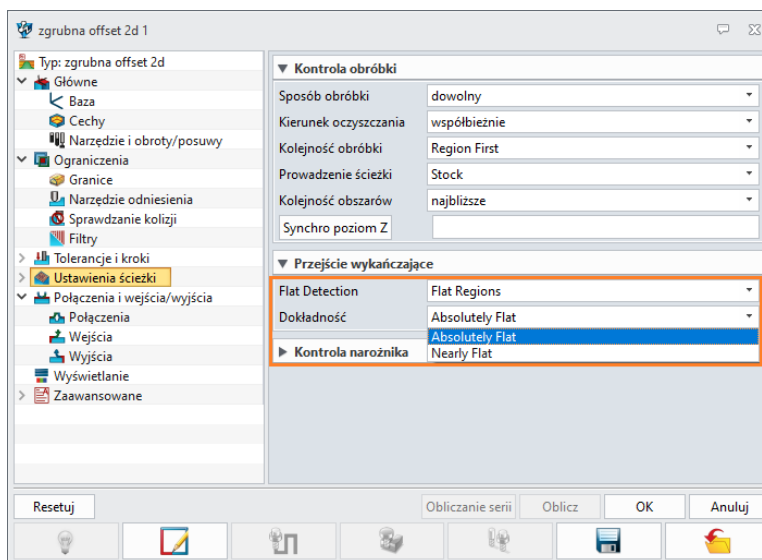 zgrubna offset 2d 1
Typ: zgrubna offset 2d
Główne
Baza
Cechy
Narzędzie i obroty/posuwy
Ograniczenia
Granice
Narzędzie odniesienia
Sprawdzanie kolizji
Filtry
Tolerancje i kroki
Ustawienia ścieżki
Połączenia i wejścia/wyjścia
Połączenia
Wejścia
Wyjścia
Wyświetlanie
Zaawansowane
Kontrola obróbki
Sposób obróbki dowolny
Kierunek oczyszczania współbieżnie
Kolejność obróbki Region First
Prowadzenie ścieżki Stock
Kolejność obszarów najbliższe
Synchro poziom Z
Przejście wykańczające
Flat Detection Flat Regions
Dokładność Absolutely Flat
Absolutely Flat
Kontrola narożnika Nearly Flat
Resetuj Obliczanie serii Oblicz OK Anuluj